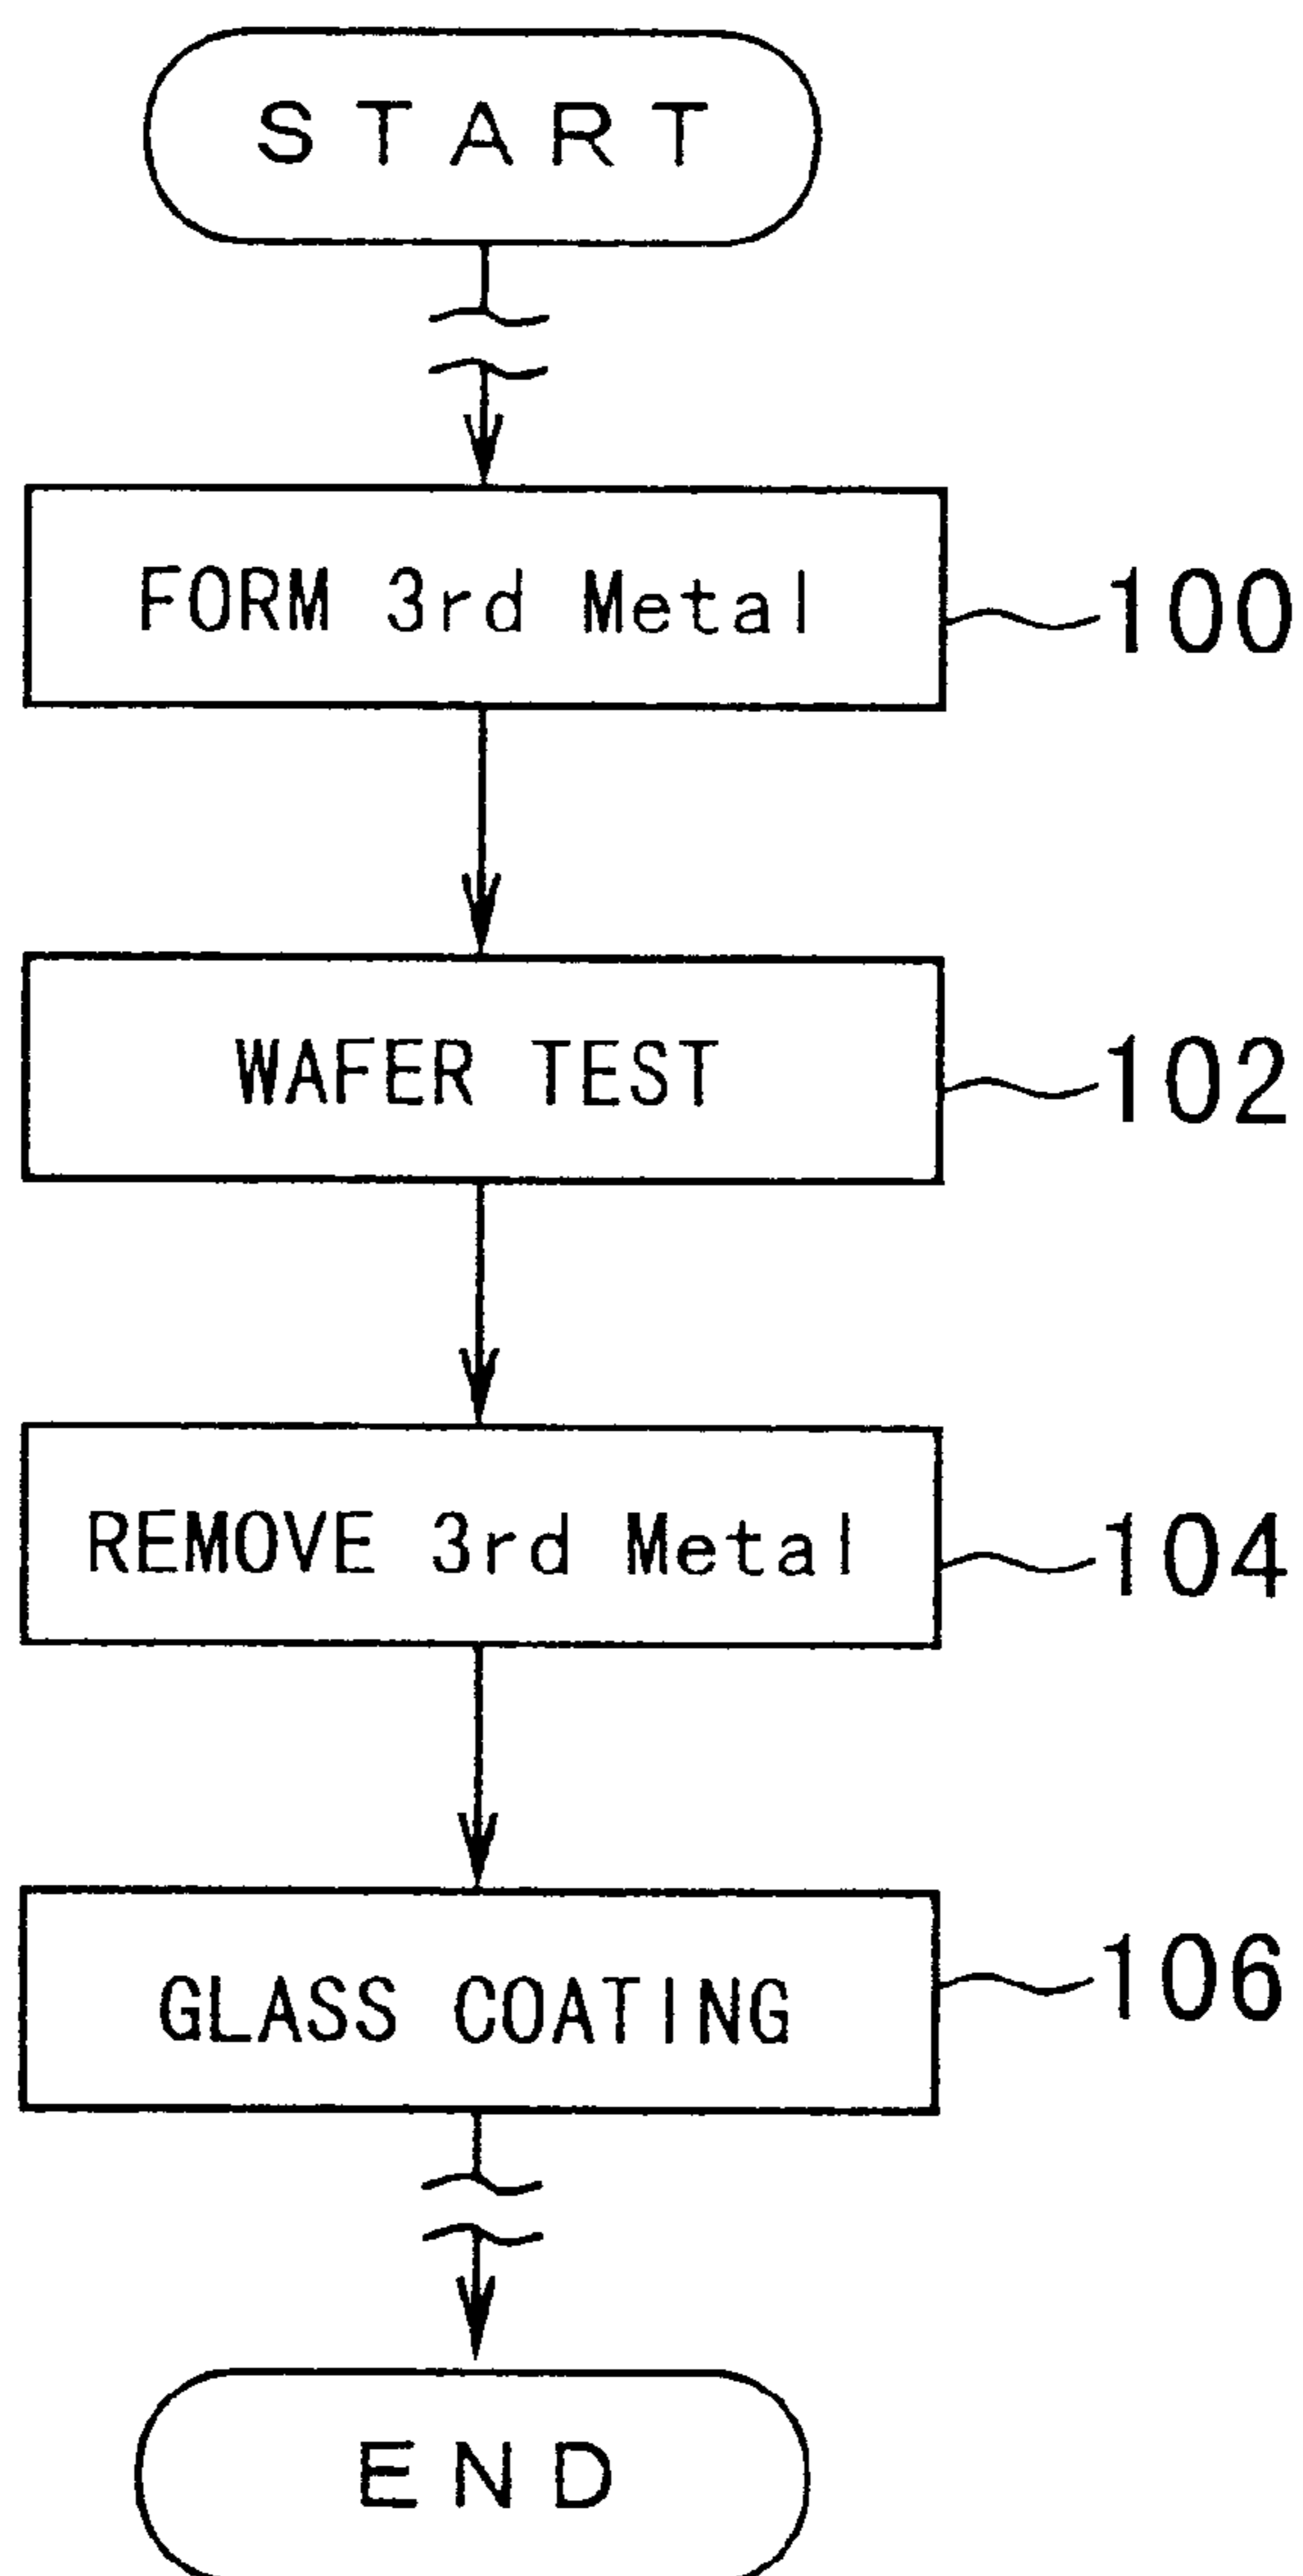 START
FORM 3rd Metal
100
WAFER TEST
102
REMOVE 3rd Metal
104
GLASS COATING
106
END